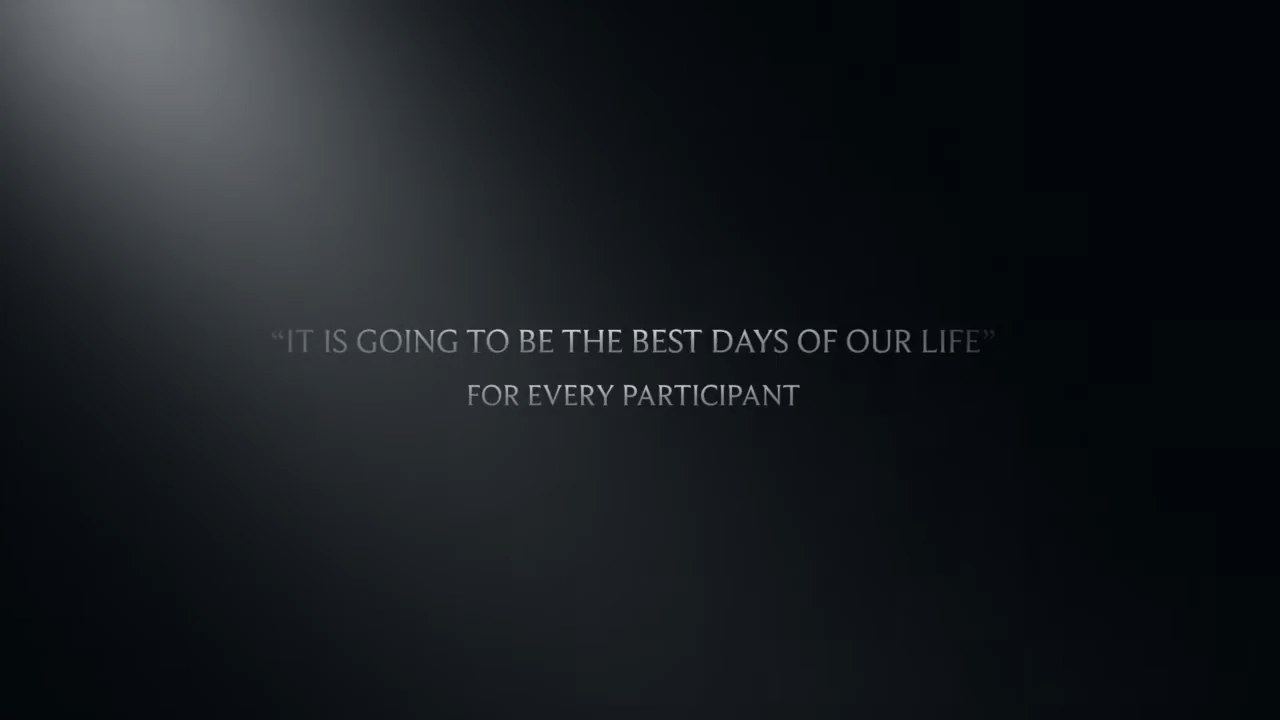 “IT IS GOING TO BE THE BEST DAYS OF OUR LIFE”
FOR EVERY PARTICIPANT